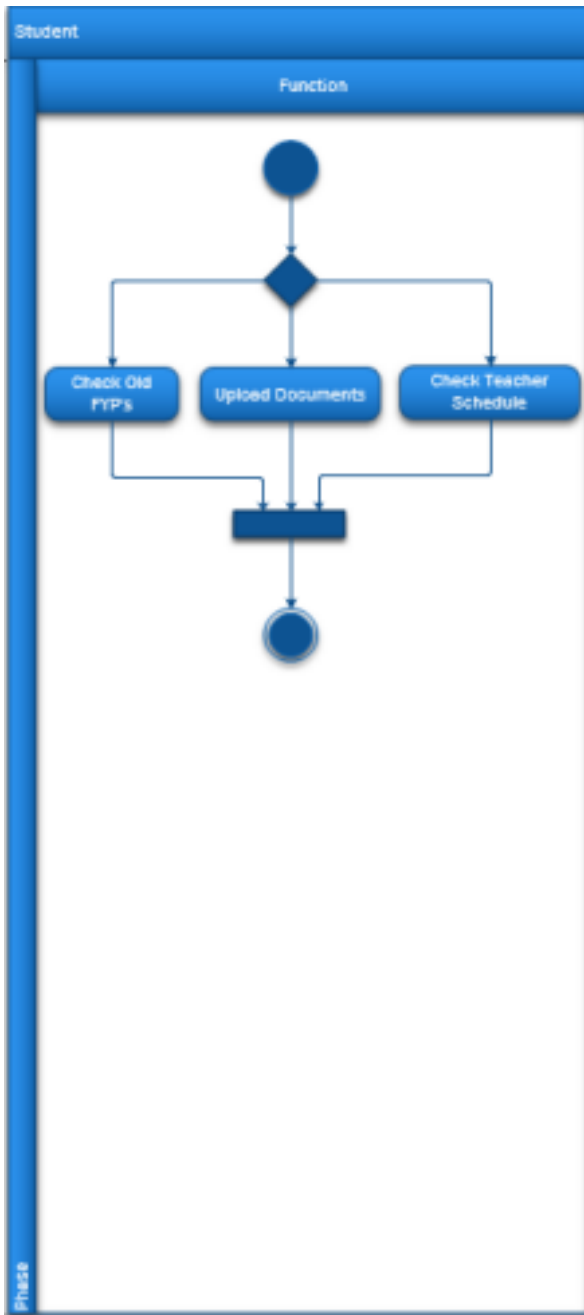 Student
Function
Check Old
FYP's
Upload Documents
Check Teacher
Schedule
Phase